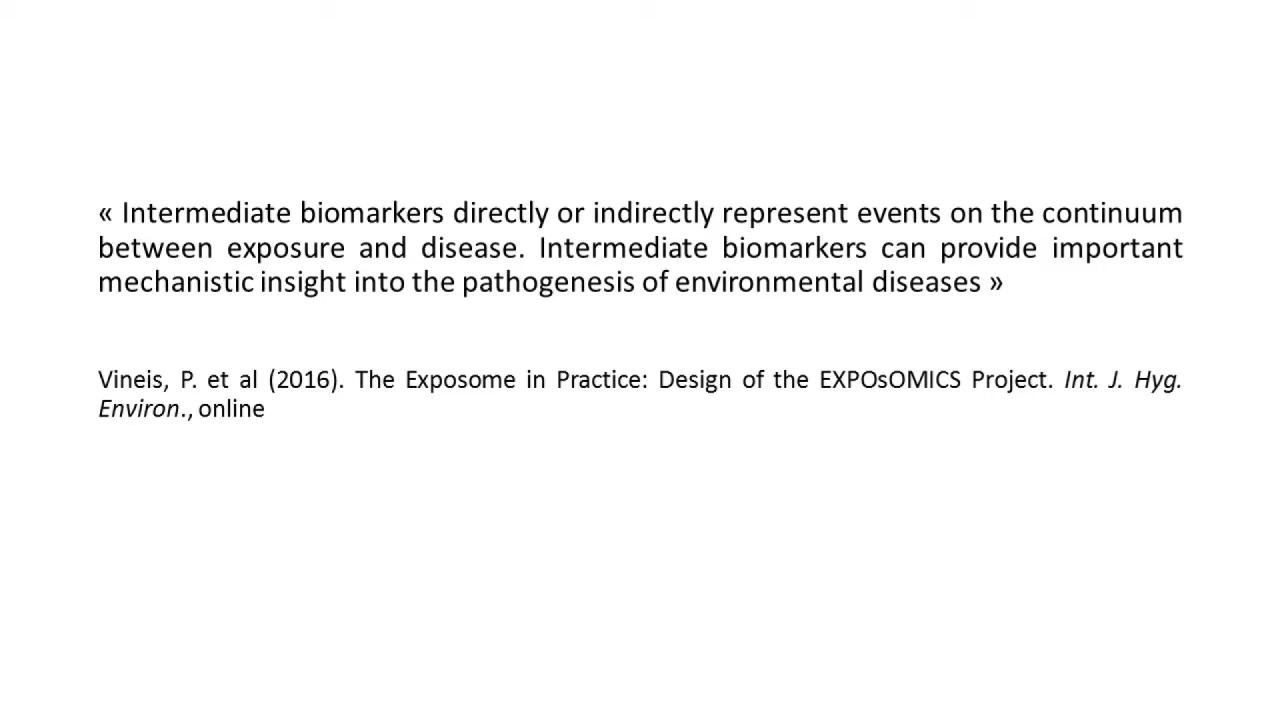 « Intermediate biomarkers directly or indirectly represent events on the continuum
between exposure and disease. Intermediate biomarkers can provide important
mechanistic insight into the pathogenesis of environmental diseases »
Vineis, P. et al (2016). The Exposome in Practice: Design of the EXPOsOMICS Project. Int. J. Hyg.
Environ., online